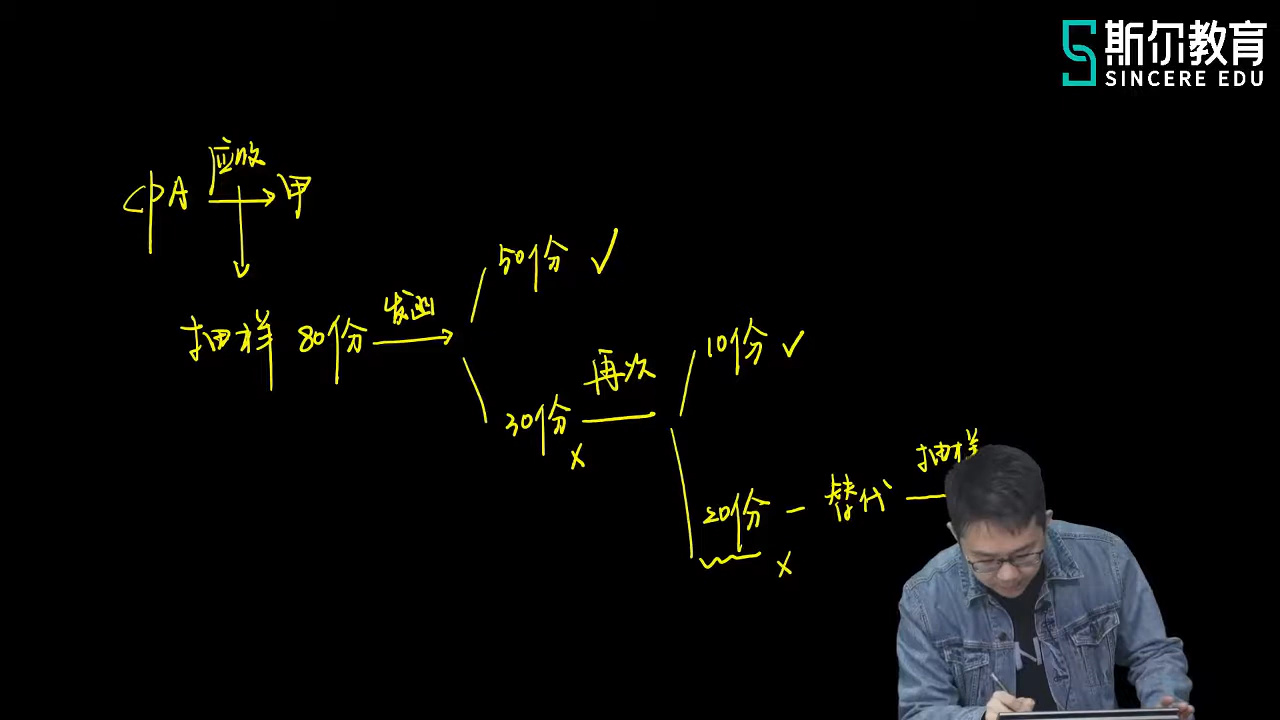 斯尔教育
SINCERE EDU
应收
CPA
甲
50份 ✓
发函
抽样 80份
10份 ✓
再次
30份
×
抽样
20份 - 替代
×